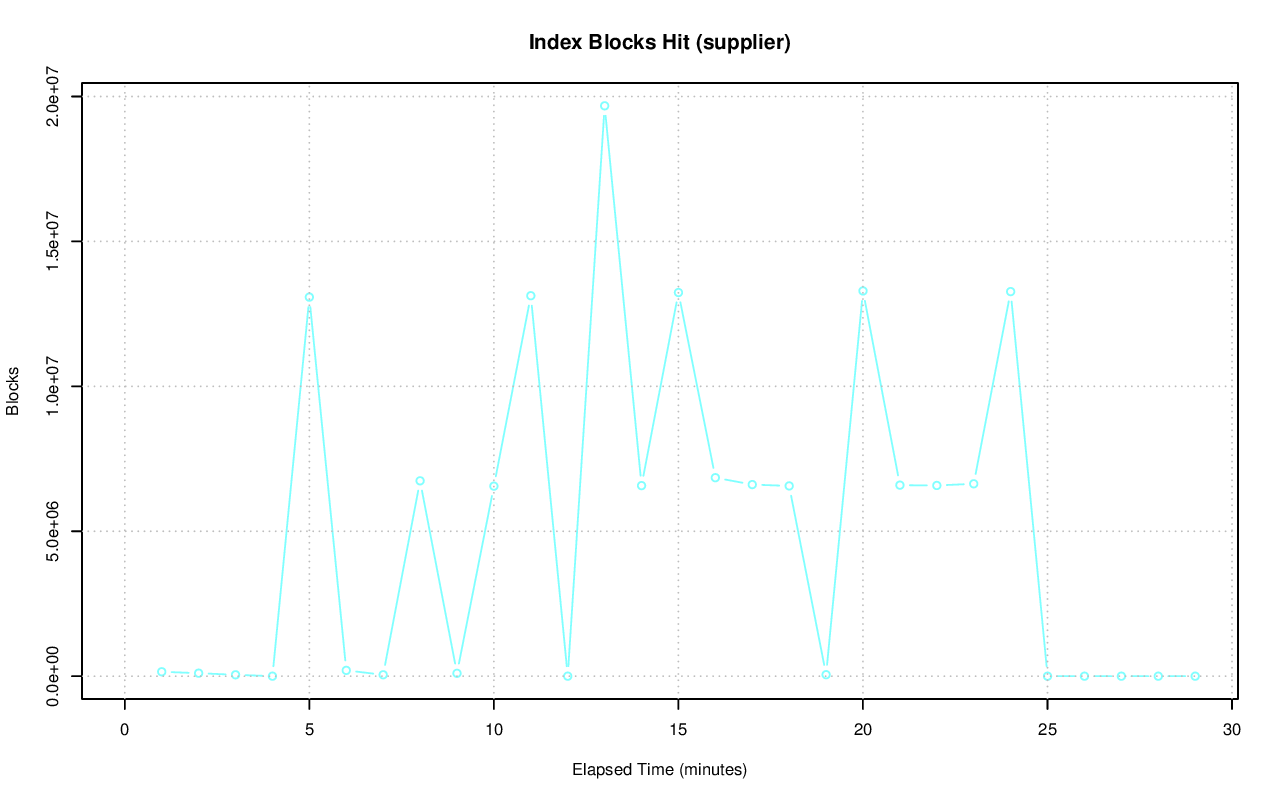 Index Blocks Hit (supplier)
2.0e+07
1.5e+07
1.0e+07
5.0e+06
0.0e+00
Blocks
0 5 10 15 20 25 30
Elapsed Time (minutes)